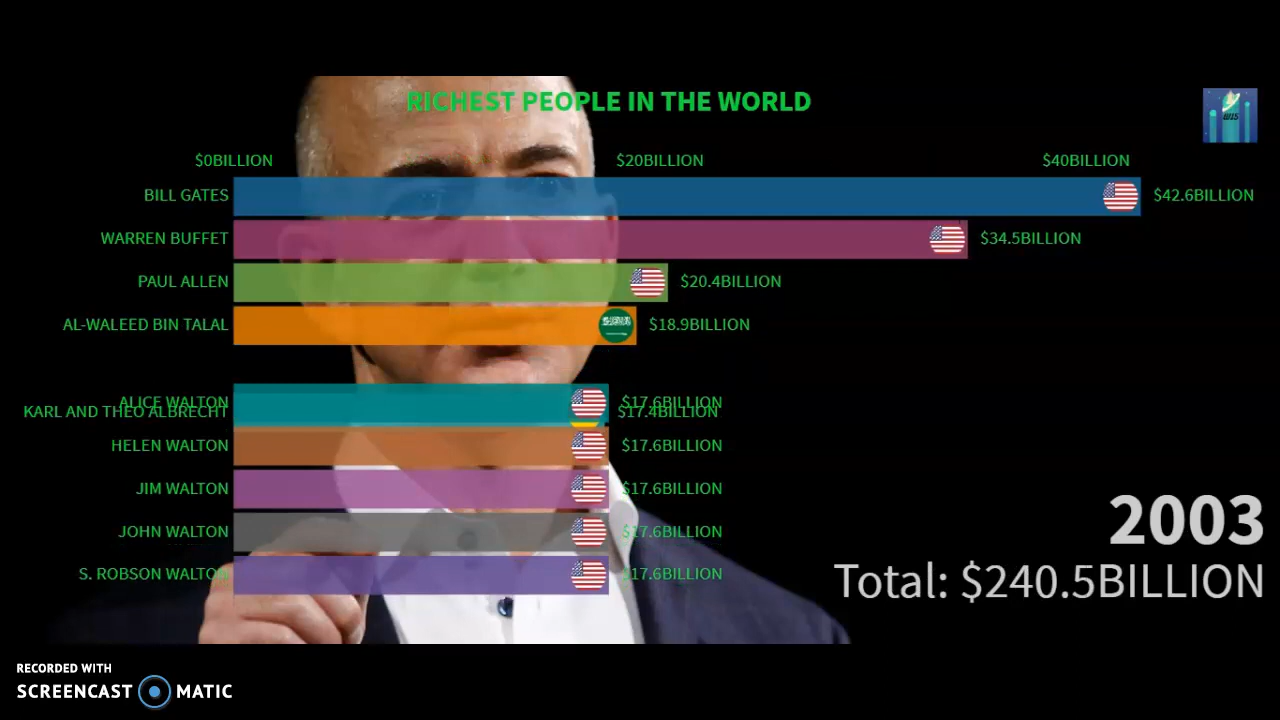 RICHEST PEOPLE IN THE WORLD
$0BILLION $20BILLION $40BILLION
BILL GATES $42.6BILLION
WARREN BUFFET $34.5BILLION
PAUL ALLEN $20.4BILLION
AL-WALEED BIN TALAL $18.9BILLION
ALICE WALTON $17.6BILLION
KARL AND THEO ALBRECHT $17.4BILLION
HELEN WALTON $17.6BILLION
JIM WALTON $17.6BILLION
JOHN WALTON $17.6BILLION
S. ROBSON WALTON $17.6BILLION
2003
Total: $240.5BILLION
RECORDED WITH
SCREENCAST MATIC